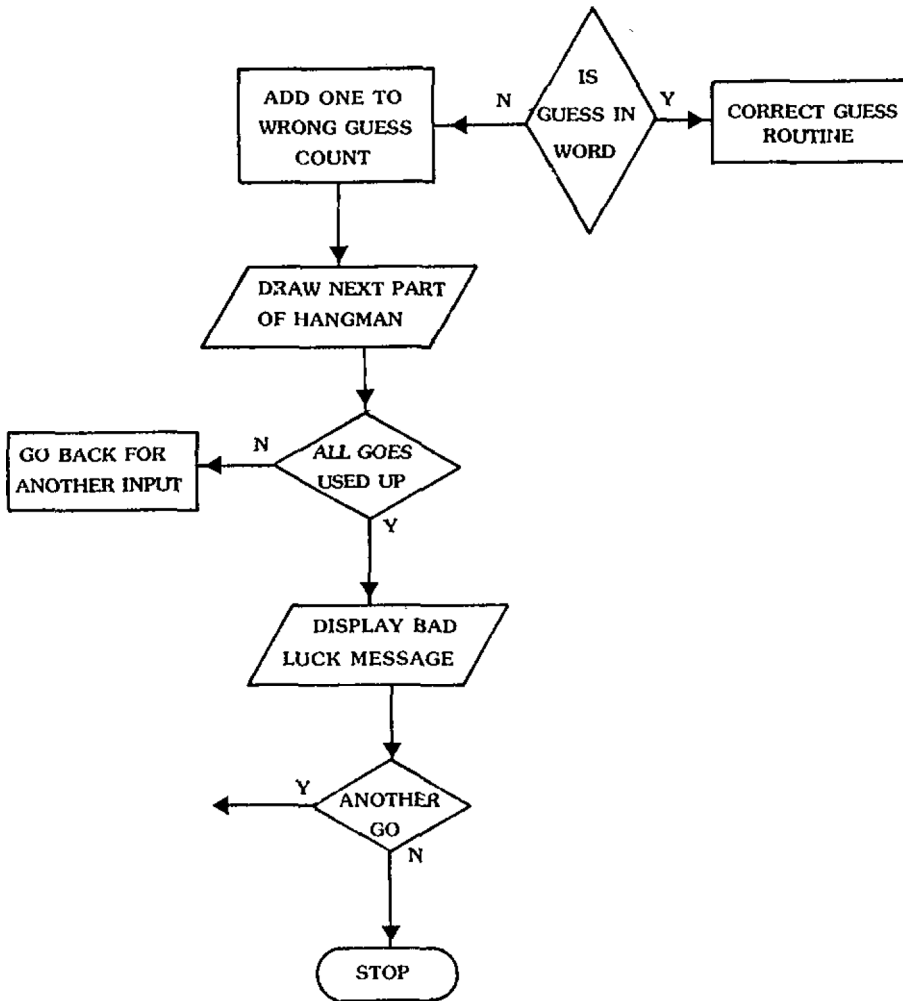 IS
GUESS IN
WORD
N
Y
ADD ONE TO
WRONG GUESS
COUNT
CORRECT GUESS
ROUTINE
DRAW NEXT PART
OF HANGMAN
ALL GOES
USED UP
N
Y
GO BACK FOR
ANOTHER INPUT
DISPLAY BAD
LUCK MESSAGE
ANOTHER
GO
Y
N
STOP